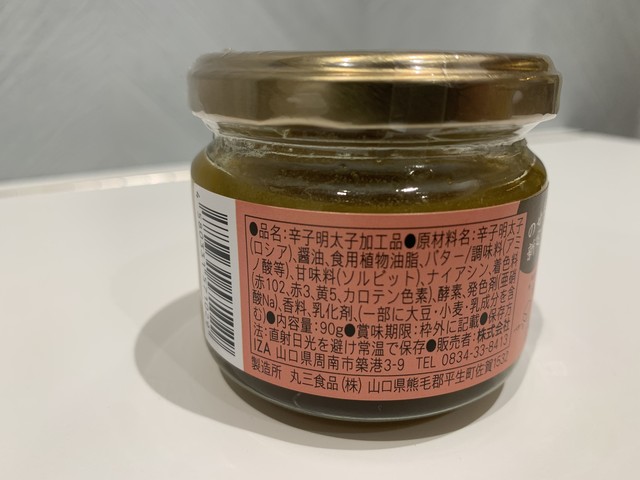 ●品名:辛子明太子加工品●原材料名:辛子明太子
(ロシア)、醤油、食用植物油脂、バター/調味料(アミ
ノ酸等)、甘味料(ソルビット)、ナイアシン、着色料
(赤102、赤3、黄5、カロテン色素)、酵素、発色剤(亜硝
酸Na)、香料、乳化剤、(一部に大豆・小麦・乳成分を含
む)●内容量:90g●賞味期限:枠外に記載●保存方
法:直射日光を避け常温で保存●販売者:株式会社
IZA 山口県周南市築港3-9 TEL 0834-33-8413
製造所 丸三食品(株) 山口県熊毛郡平生町佐賀1532